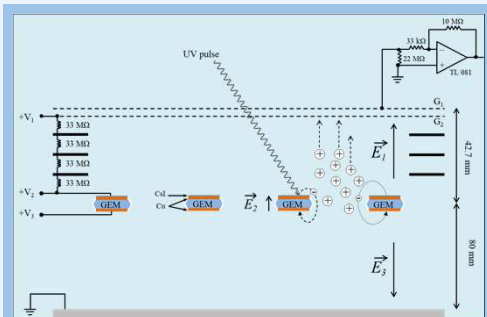 10 MΩ
33 kΩ
22 MΩ
TL 081
UV pulse
G₁
G₂
+V₁
33 MΩ
33 MΩ
33 MΩ
33 MΩ
E₁
42.7 mm
+V₂
+V₃
GEM
CsI
Cu
GEM
E₂
GEM
GEM
E₃
80 mm